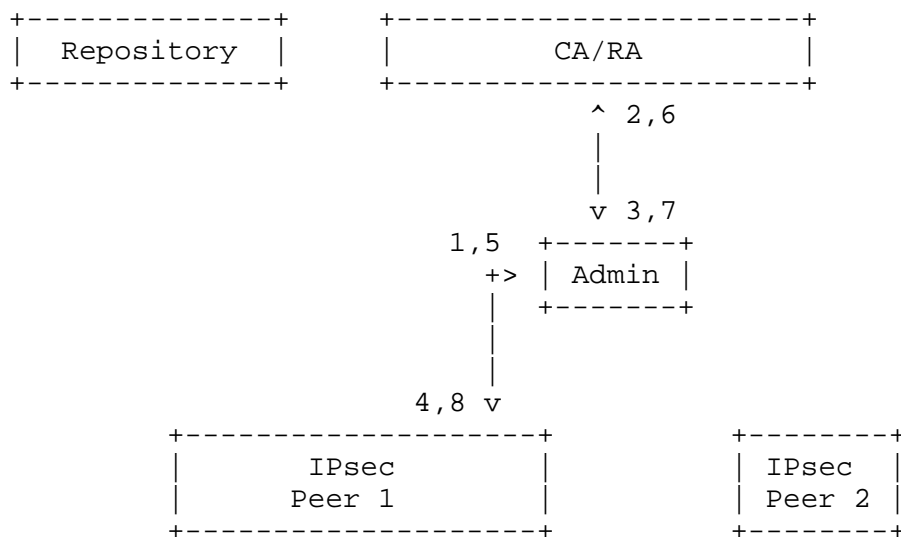 Repository CA/RA
^ 2,6
v 3,7
1,5
+> Admin
4,8 v
IPsec IPsec
Peer 1 Peer 2